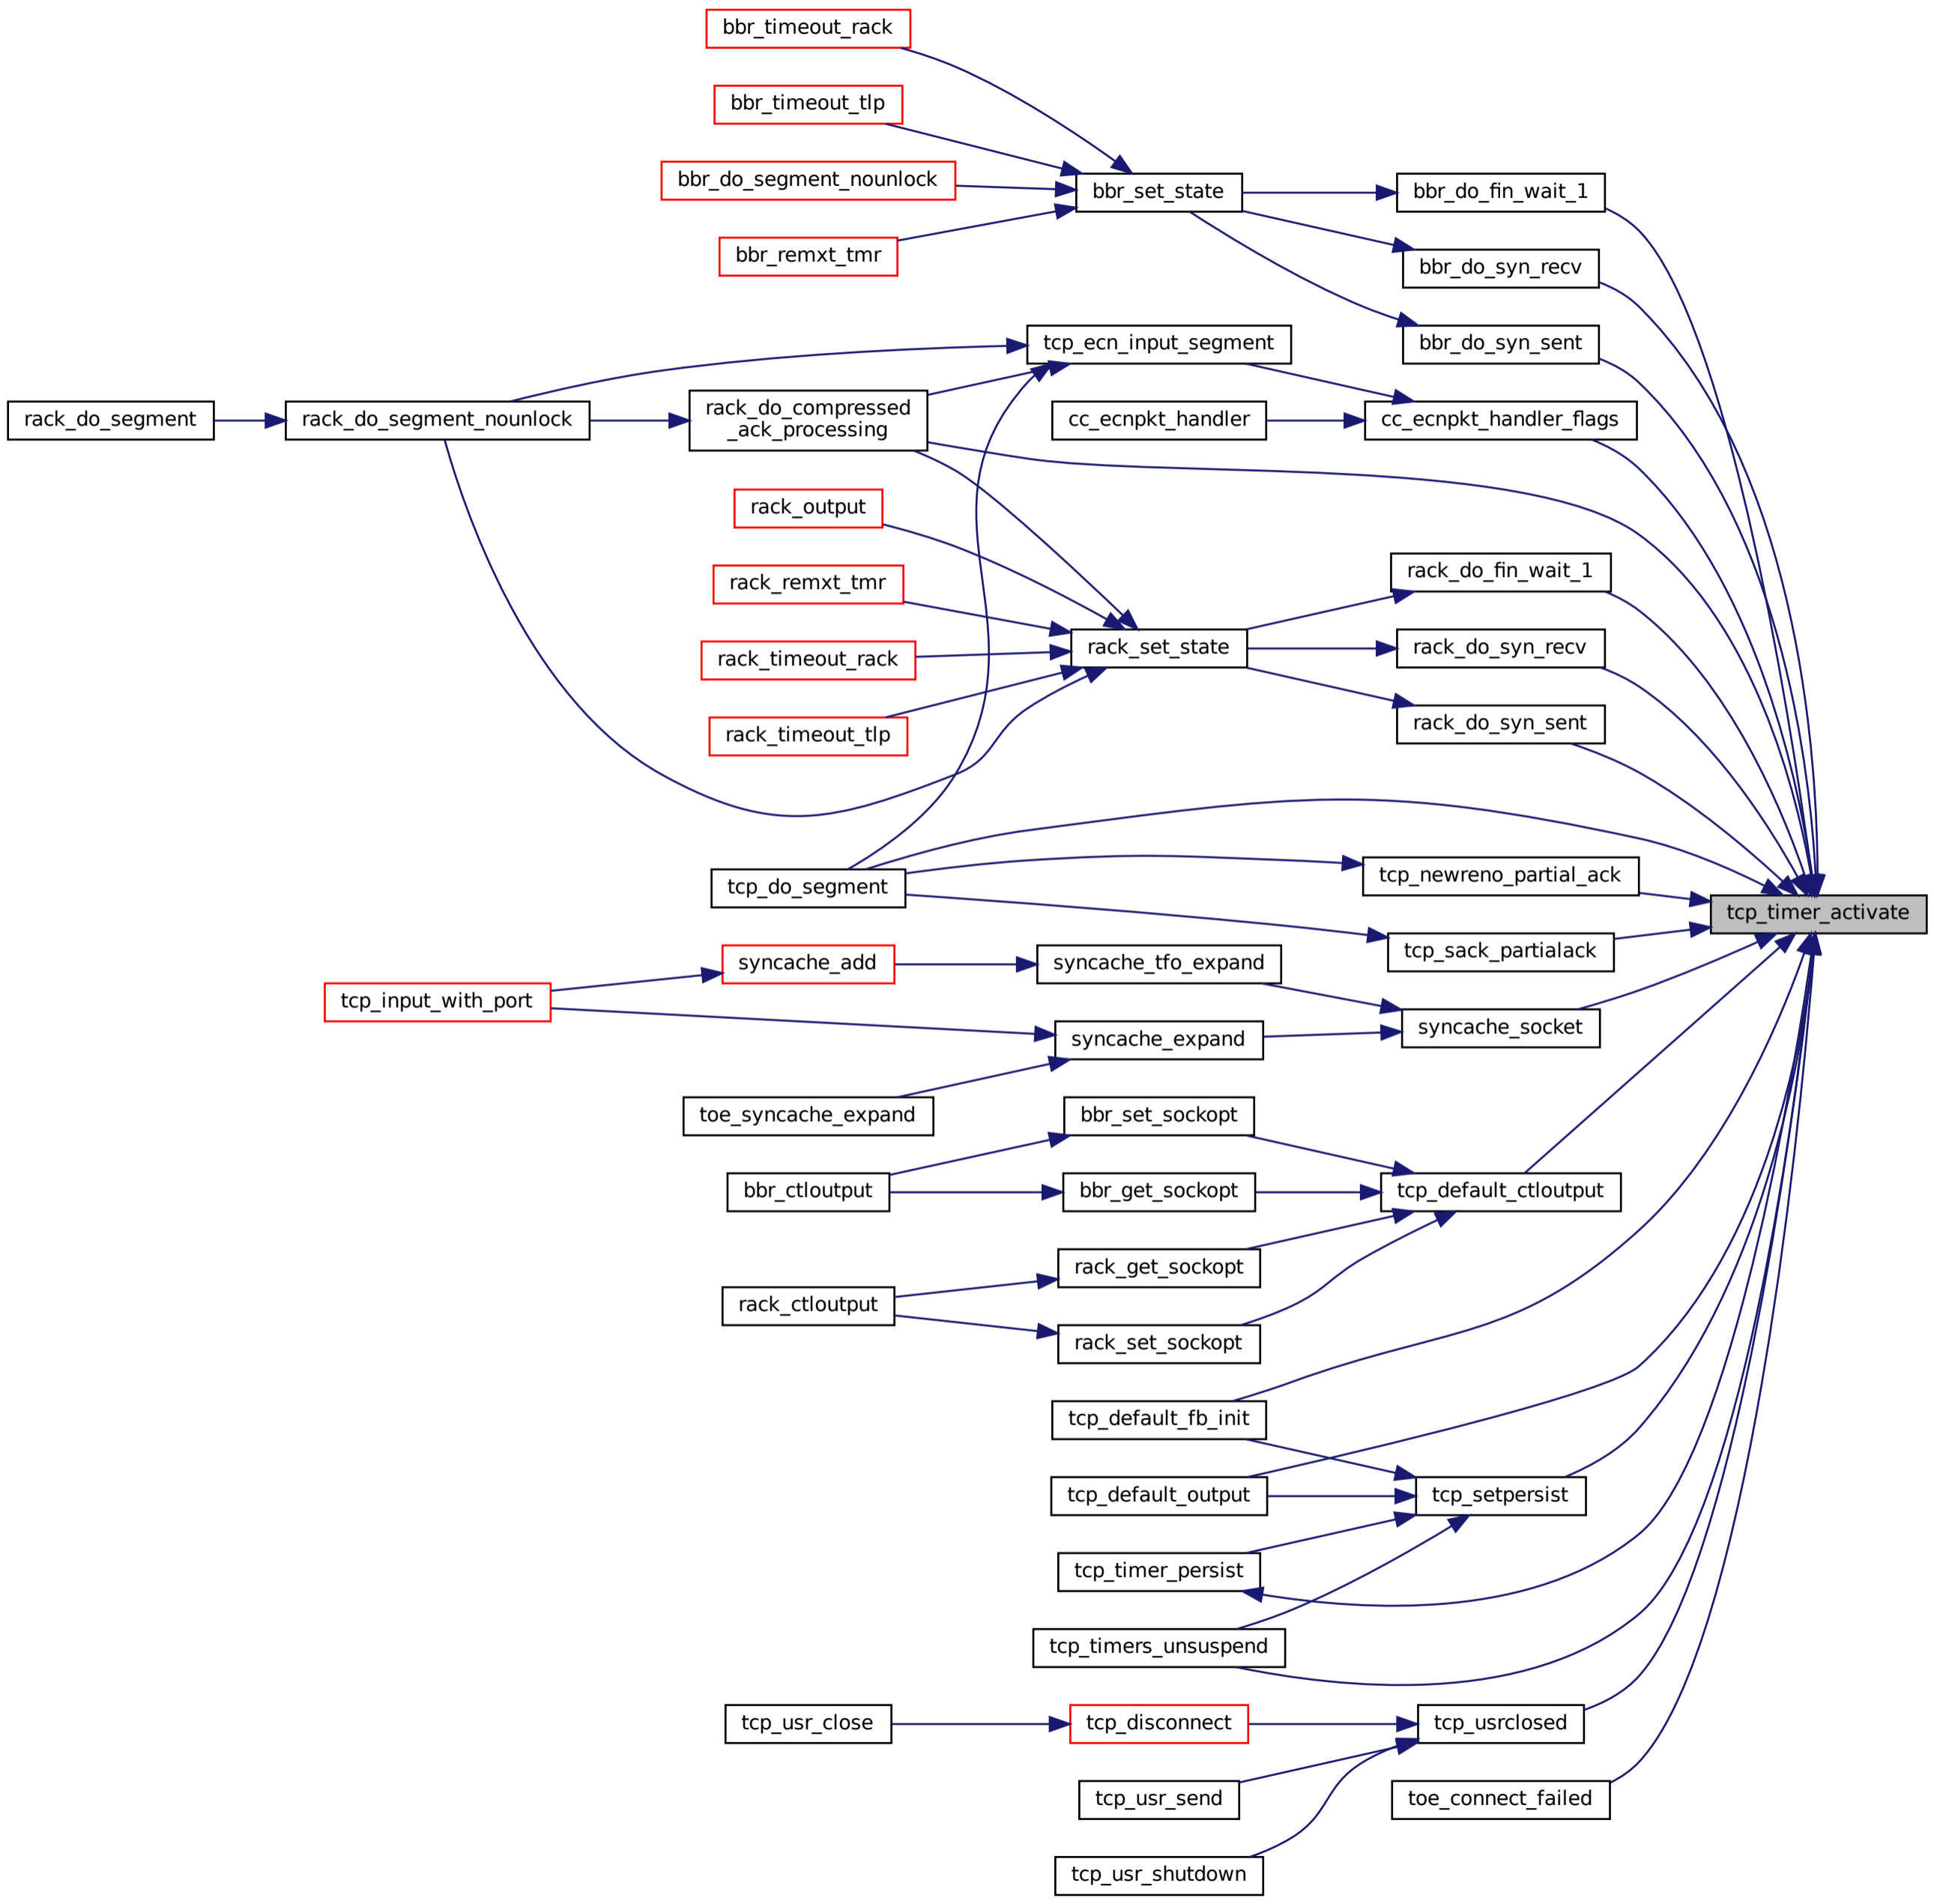 bbr_timeout_rack
bbr_timeout_tlp
bbr_do_segment_nounlock
bbr_set_state
bbr_do_fin_wait_1
bbr_remxt_tmr
bbr_do_syn_recv
tcp_ecn_input_segment
bbr_do_syn_sent
rack_do_segment
rack_do_segment_nounlock
rack_do_compressed
_ack_processing
cc_ecnpkt_handler
cc_ecnpkt_handler_flags
rack_output
rack_remxt_tmr
rack_do_fin_wait_1
rack_timeout_rack
rack_set_state
rack_do_syn_recv
rack_timeout_tlp
rack_do_syn_sent
tcp_do_segment
tcp_newreno_partial_ack
tcp_timer_activate
tcp_sack_partialack
syncache_add
syncache_tfo_expand
tcp_input_with_port
syncache_expand
syncache_socket
toe_syncache_expand
bbr_set_sockopt
bbr_ctloutput
bbr_get_sockopt
tcp_default_ctloutput
rack_get_sockopt
rack_ctloutput
rack_set_sockopt
tcp_default_fb_init
tcp_default_output
tcp_setpersist
tcp_timer_persist
tcp_timers_unsuspend
tcp_usr_close
tcp_disconnect
tcp_usrclosed
tcp_usr_send
toe_connect_failed
tcp_usr_shutdown